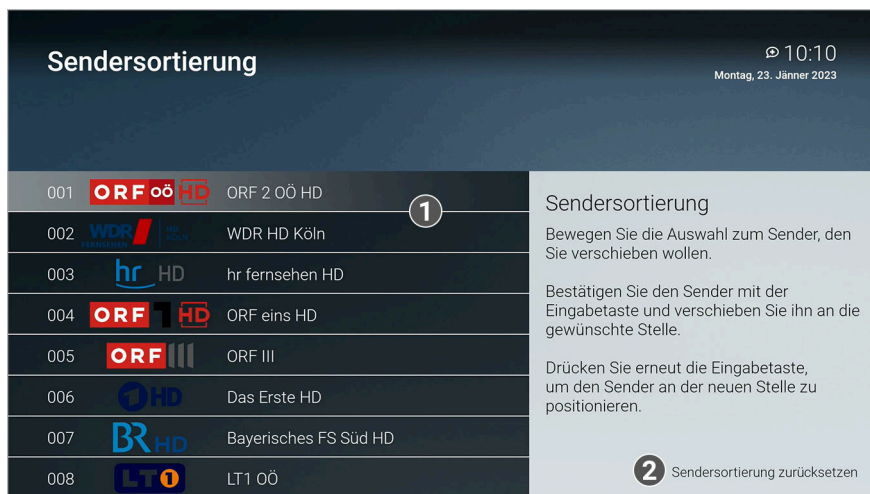 Sendersortierung
10:10
Montag, 23. Jänner 2023
001 ORF OÖ HD ORF 2 OÖ HD
1
002 WDR FERNSEHEN HD KÖLN WDR HD Köln
003 hr HD hr fernsehen HD
004 ORF 1 HD ORF eins HD
005 ORF III ORF III
006 1 HD Das Erste HD
007 BR HD Bayerisches FS Süd HD
008 LT1 LT1 OÖ
Sendersortierung
Bewegen Sie die Auswahl zum Sender, den
Sie verschieben wollen.
Bestätigen Sie den Sender mit der
Eingabetaste und verschieben Sie ihn an die
gewünschte Stelle.
Drücken Sie erneut die Eingabetaste,
um den Sender an der neuen Stelle zu
positionieren.
2 Sendersortierung zurücksetzen